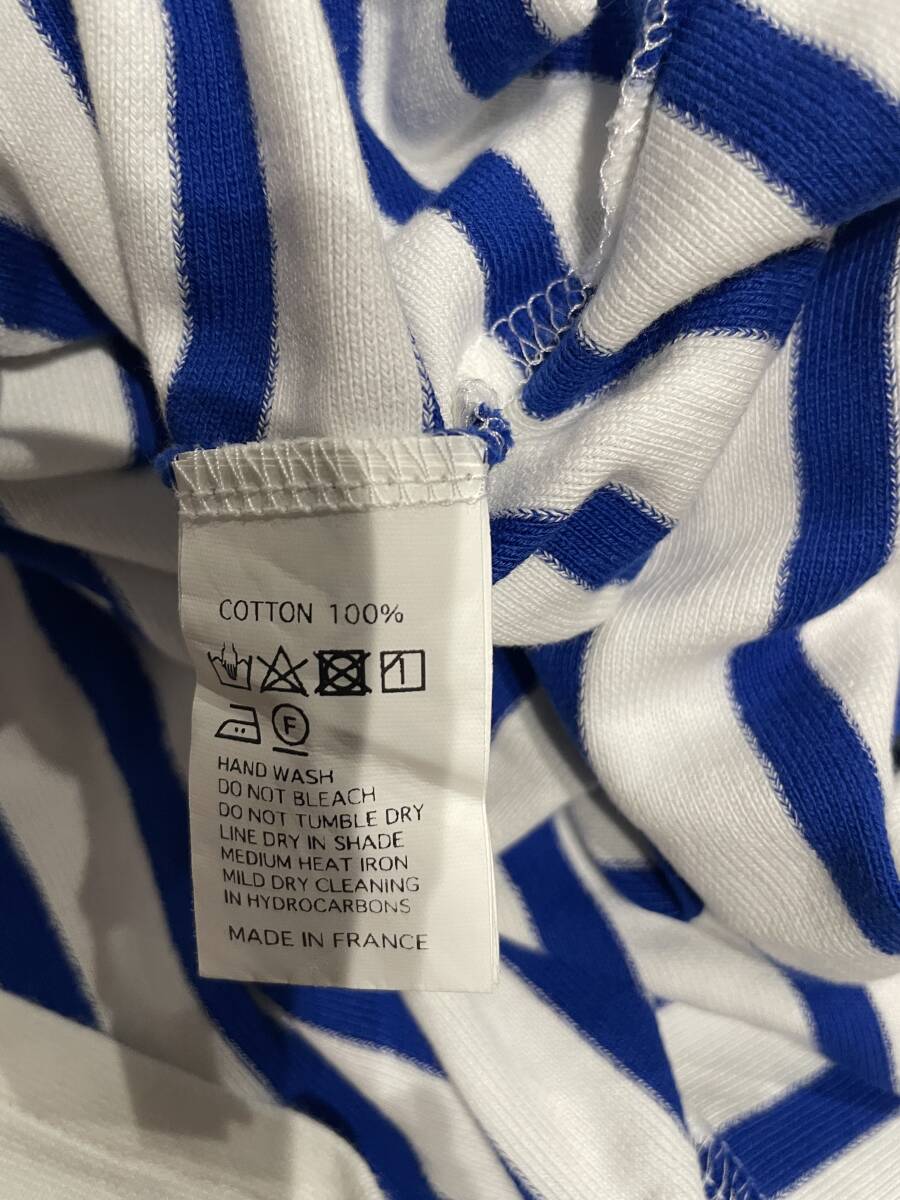 COTTON 100%
1
F
HAND WASH
DO NOT BLEACH
DO NOT TUMBLE DRY
LINE DRY IN SHADE
MEDIUM HEAT IRON
MILD DRY CLEANING
IN HYDROCARBONS
MADE IN FRANCE